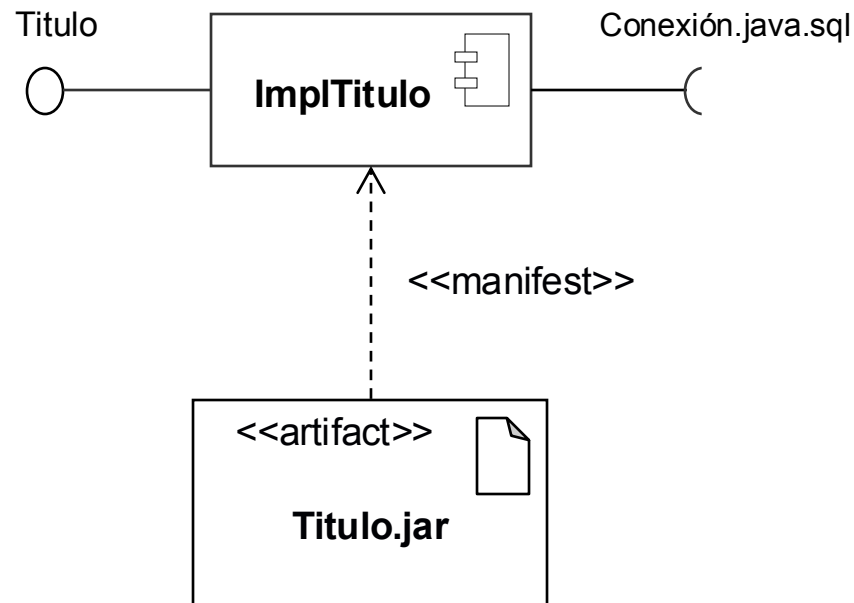 Titulo
Conexión.java.sql
ImplTitulo
<<manifest>>
<<artifact>>
Titulo.jar